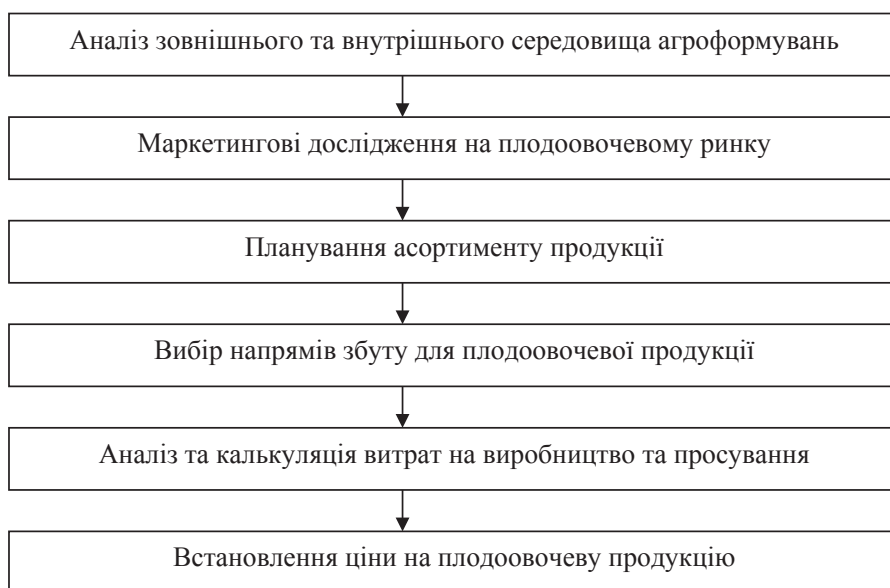 Аналіз зовнішнього та внутрішнього середовища агроформувань
Маркетингові дослідження на плодоовочевому ринку
Планування асортименту продукції
Вибір напрямів збуту для плодоовочевої продукції
Аналіз та калькуляція витрат на виробництво та просування
Встановлення ціни на плодоовочеву продукцію